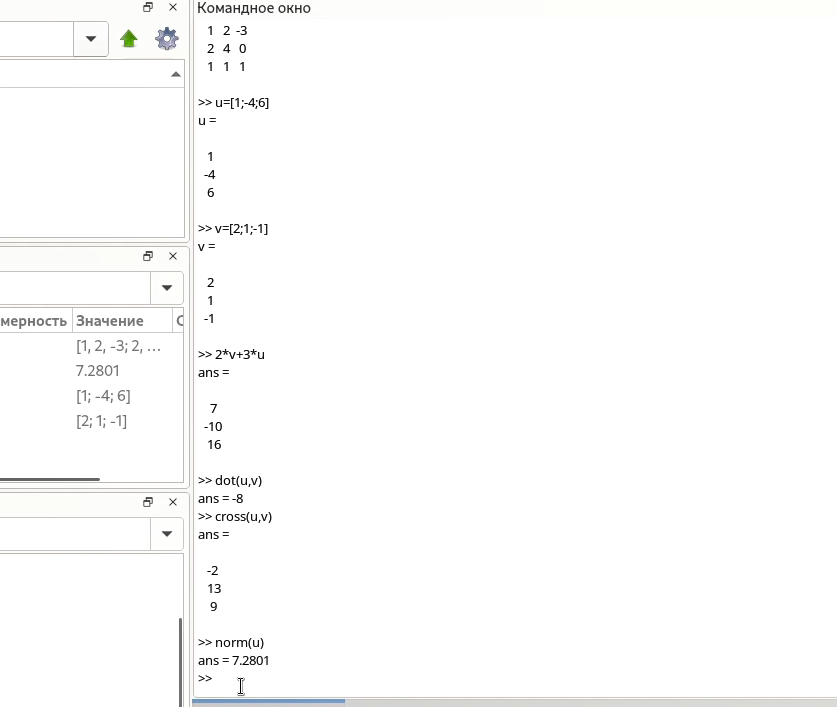 Командное окно
1 2 -3
2 4 0
1 1 1
>> u=[1;-4;6]
u =
1
-4
6
>> v=[2;1;-1]
v =
2
1
-1
>> 2*v+3*u
ans =
7
-10
16
>> dot(u,v)
ans = -8
>> cross(u,v)
ans =
-2
13
9
>> norm(u)
ans = 7.2801
>>
мерность Значение
[1, 2, -3; 2, ...
7.2801
[1; -4; 6]
[2; 1; -1]